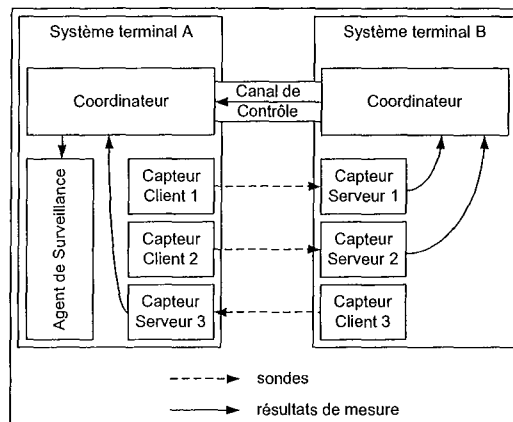 Système terminal A
Système terminal B
Coordinateur
Canal de
Contrôle
Coordinateur
Agent de Surveillance
Capteur
Client 1
Capteur
Serveur 1
Capteur
Client 2
Capteur
Serveur 2
Capteur
Serveur 3
Capteur
Client 3
sondes
résultats de mesure